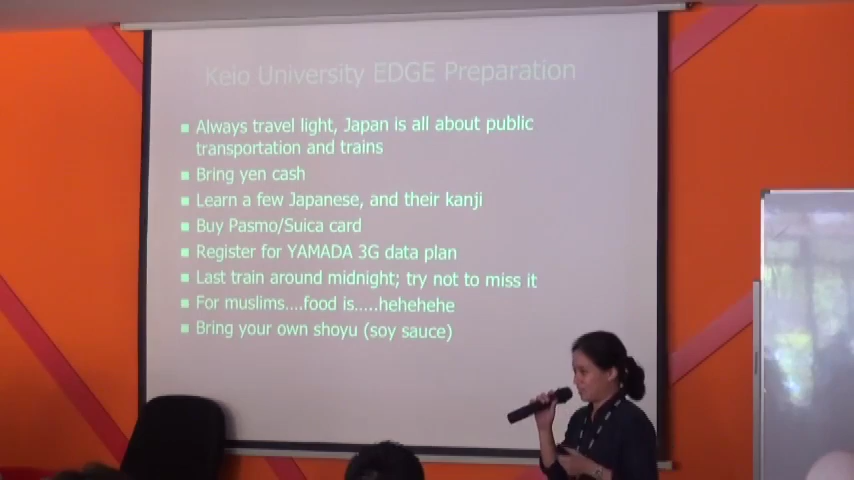 Keio University EDGE Preparation
Always travel light, Japan is all about public
transportation and trains
Bring yen cash
Learn a few Japanese, and their kanji
Buy Pasmo/Suica card
Register for YAMADA 3G data plan
Last train around midnight; try not to miss it
For muslims....food is.....hehehehe
Bring your own shoyu (soy sauce)